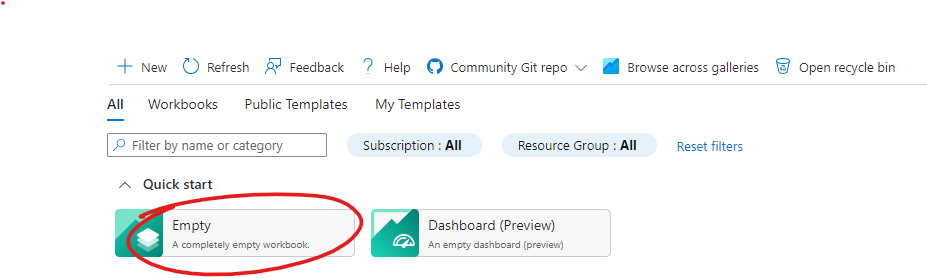 New Refresh Feedback Help Community Git repo Browse across galleries Open recycle bin
All Workbooks Public Templates My Templates
Filter by name or category Subscription : All Resource Group : All Reset filters
Quick start
Empty Dashboard (Preview)
A completely empty workbook. An empty dashboard (preview)